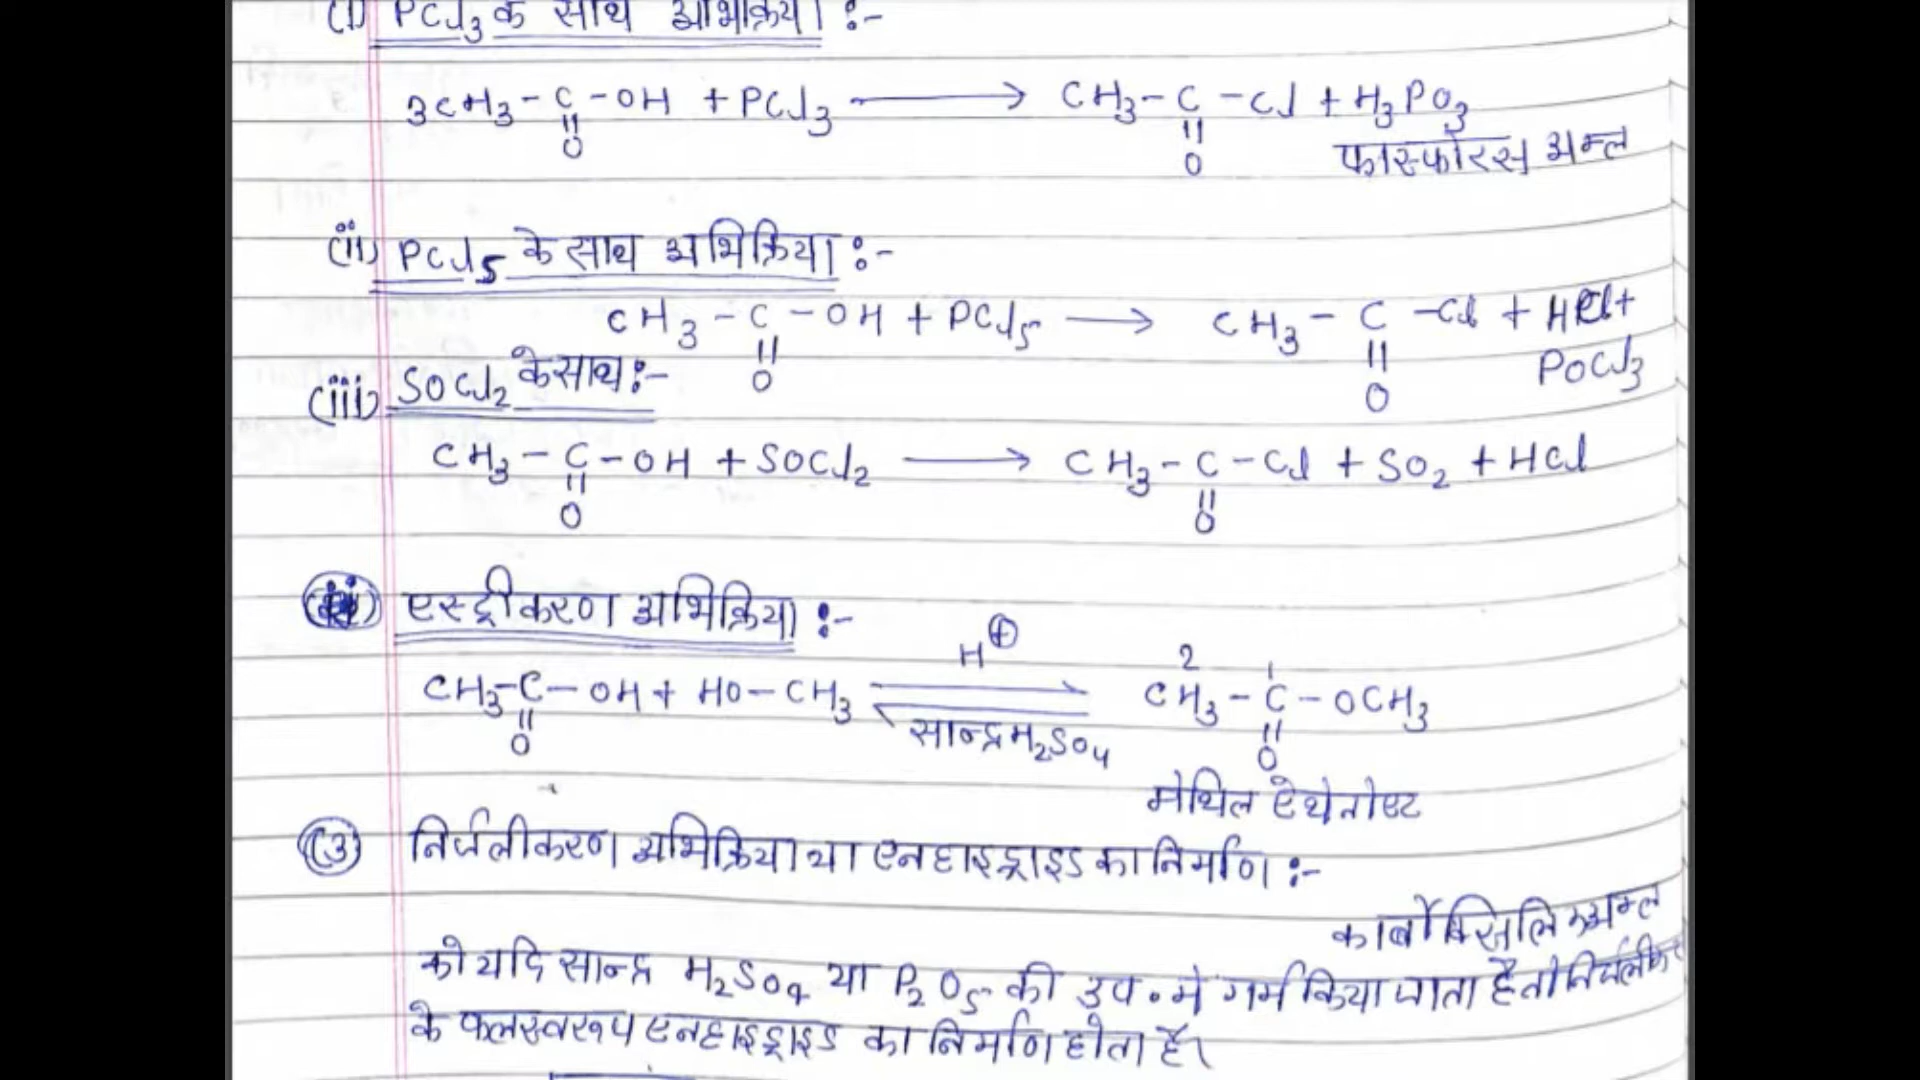 (i) PCl3 के साथ अभिक्रिया :-
3CH3-C-OH + PCl3 ⟶ CH3-C-Cl + H3PO3
||
O
||
O
फास्फोरस अम्ल
(ii) PCl5 के साथ अभिक्रिया :-
CH3-C-OH + PCl5 ⟶ CH3-C-Cl + HCl+
||
O
||
O
POCl3
(iii) SOCl2 के साथ :-
CH3-C-OH + SOCl2 ⟶ CH3-C-Cl + SO2 + HCl
||
O
||
O
एस्ट्रीकरण अभिक्रिया :-
H⊕
2 1
CH3-C-OH + HO-CH3 ⇌ CH3-C-OCH3
||
O
सान्द्र H2SO4
||
O
मेथिल ऐथेनोएट
(3) निर्जलीकरण अभिक्रिया या एनहाइड्राइड का निर्माण :-
कार्बोक्सिलिक अम्ल
को यदि सान्द्र H2SO4 या P2O5 की उप. मे गर्म किया जाता है तो
के फलस्वरूप एनहाइड्राइड का निर्माण होता है।